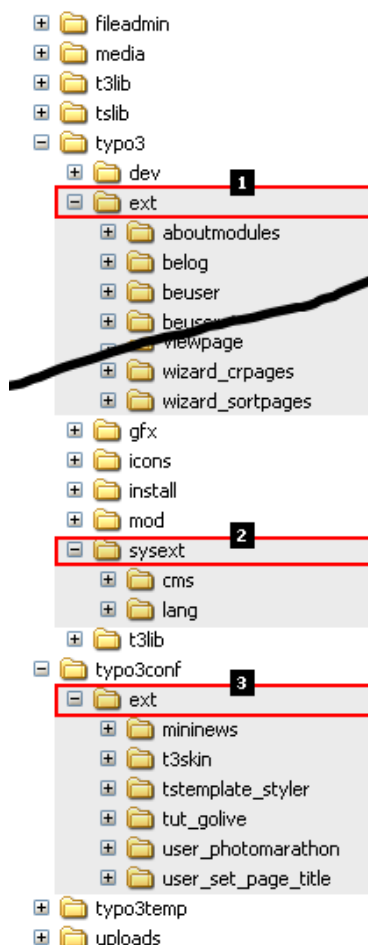 fileadmin
media
t3lib
tslib
typo3
dev
1
ext
aboutmodules
belog
beuser
viewpage
wizard_crpages
wizard_sortpages
gfx
icons
install
mod
2
sysext
cms
lang
t3lib
typo3conf
3
ext
mininews
t3skin
tstemplate_styler
tut_golive
user_photomarathon
user_set_page_title
typo3temp
uploads